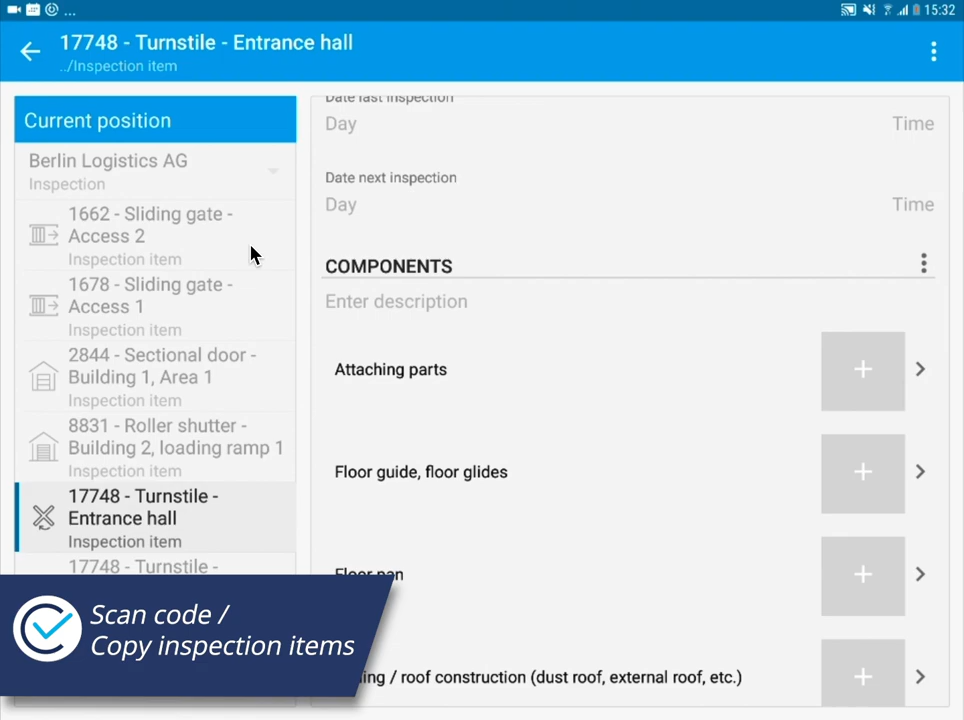 ... 15:32
17748 - Turnstile - Entrance hall
../Inspection item
Current position
Berlin Logistics AG
Inspection
1662 - Sliding gate -
Access 2
Inspection item
1678 - Sliding gate -
Access 1
Inspection item
2844 - Sectional door -
Building 1, Area 1
Inspection item
8831 - Roller shutter -
Building 2, loading ramp 1
Inspection item
17748 - Turnstile -
Entrance hall
Inspection item
17748 - Turnstile -
Date last inspection
Day Time
Date next inspection
Day Time
COMPONENTS
Enter description
Attaching parts
Floor guide, floor glides
Floor pan
/ roof construction (dust roof, external roof, etc.)
Scan code /
Copy inspection items